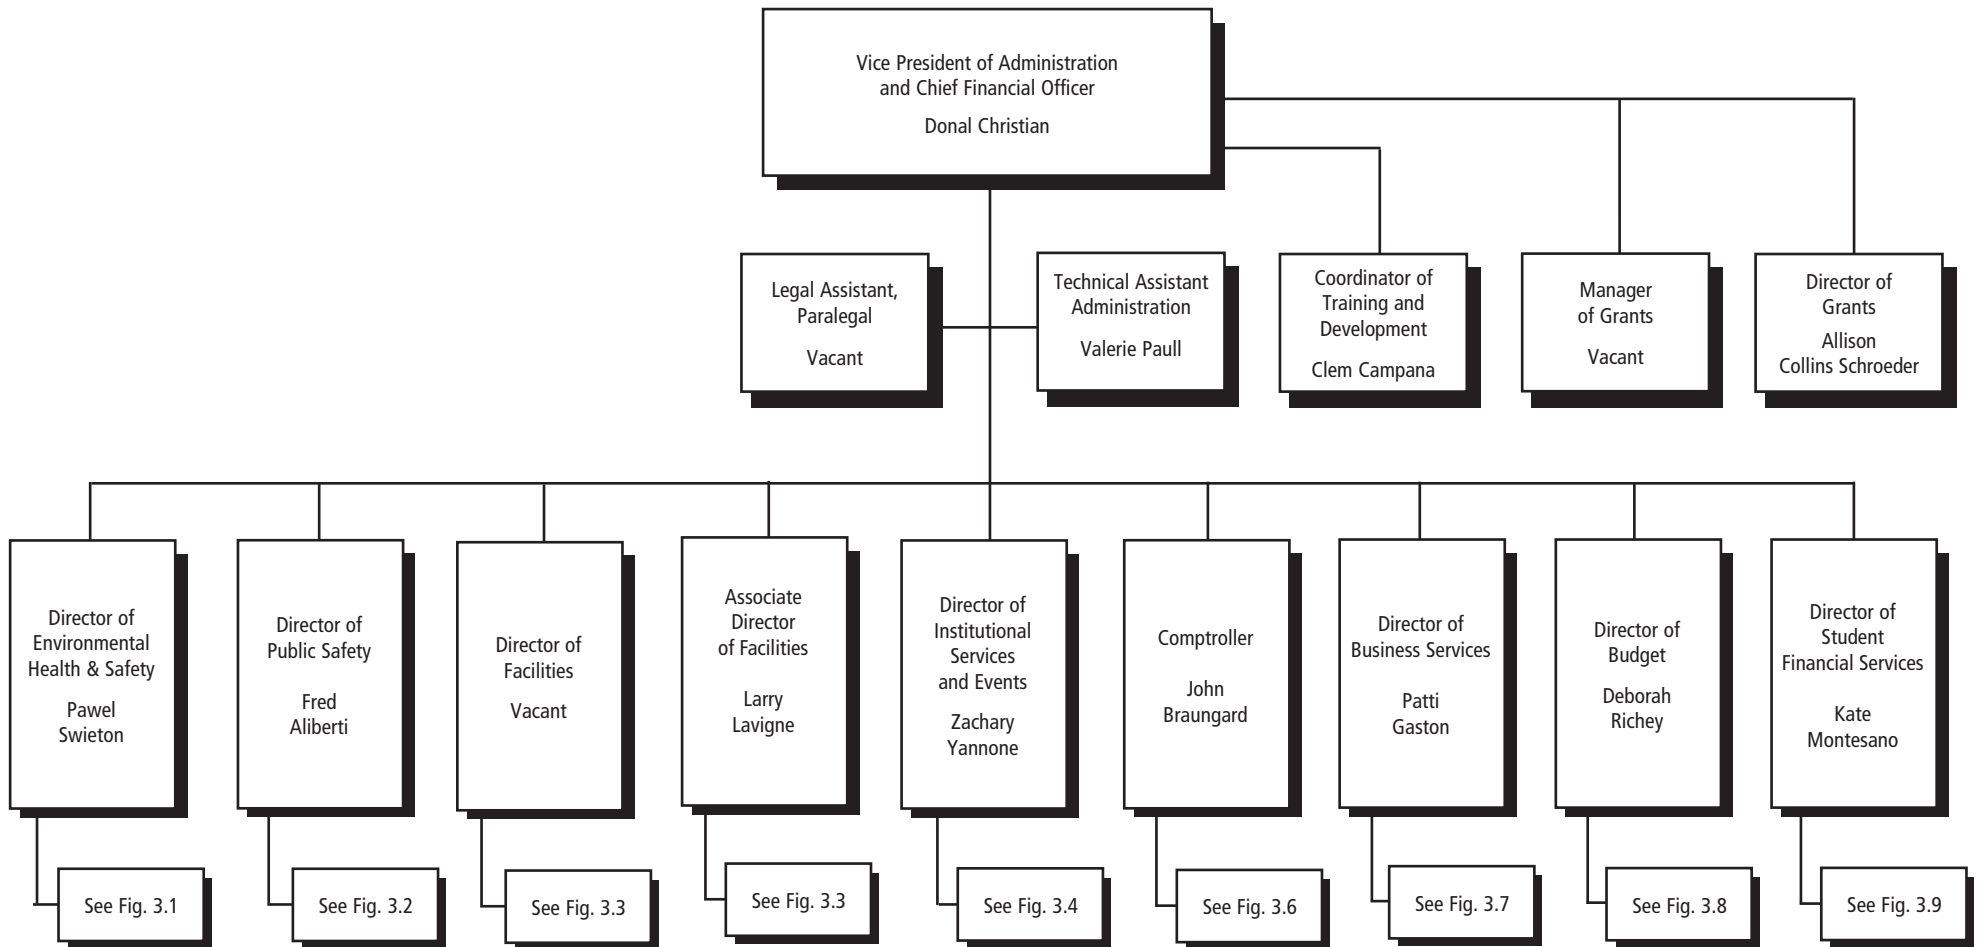 Vice President of Administration
and Chief Financial Officer
Donal Christian
Legal Assistant,
Paralegal
Vacant
Technical Assistant
Administration
Valerie Paull
Coordinator of
Training and
Development
Clem Campana
Manager
of Grants
Vacant
Director of
Grants
Allison
Collins Schroeder
Director of
Environmental
Health & Safety
Pawel
Swieton
Director of
Public Safety
Fred
Aliberti
Director of
Facilities
Vacant
Associate
Director
of Facilities
Larry
Lavigne
Director of
Institutional
Services
and Events
Zachary
Yannone
Comptroller
John
Braungard
Director of
Business Services
Patti
Gaston
Director of
Budget
Deborah
Richey
Director of
Student
Financial Services
Kate
Montesano
See Fig. 3.1
See Fig. 3.2
See Fig. 3.3
See Fig. 3.3
See Fig. 3.4
See Fig. 3.6
See Fig. 3.7
See Fig. 3.8
See Fig. 3.9